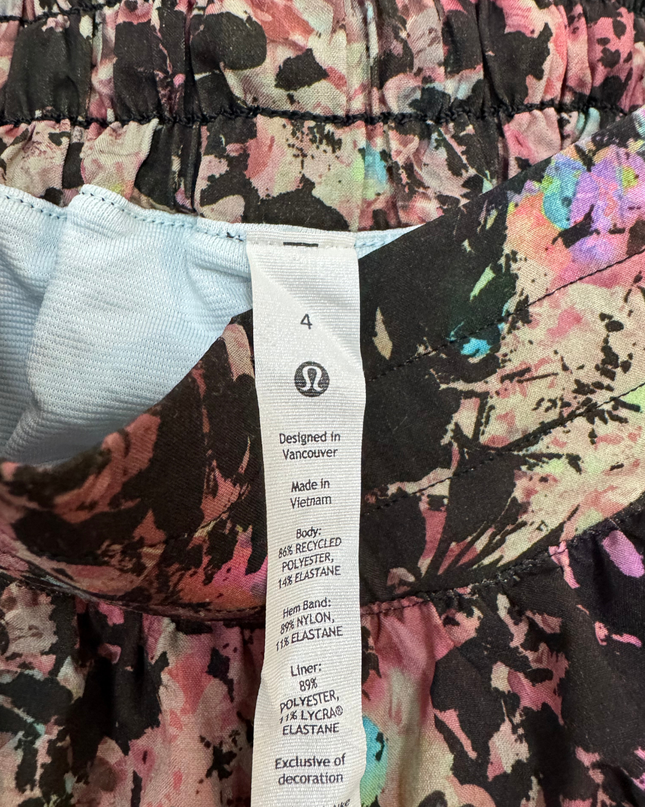 4
Designed in
Vancouver
Made in
Vietnam
Body:
86% RECYCLED
POLYESTER,
14% ELASTANE
Hem Band:
89% NYLON,
11% ELASTANE
Liner:
89%
POLYESTER,
11% LYCRA®
ELASTANE
Exclusive of
decoration